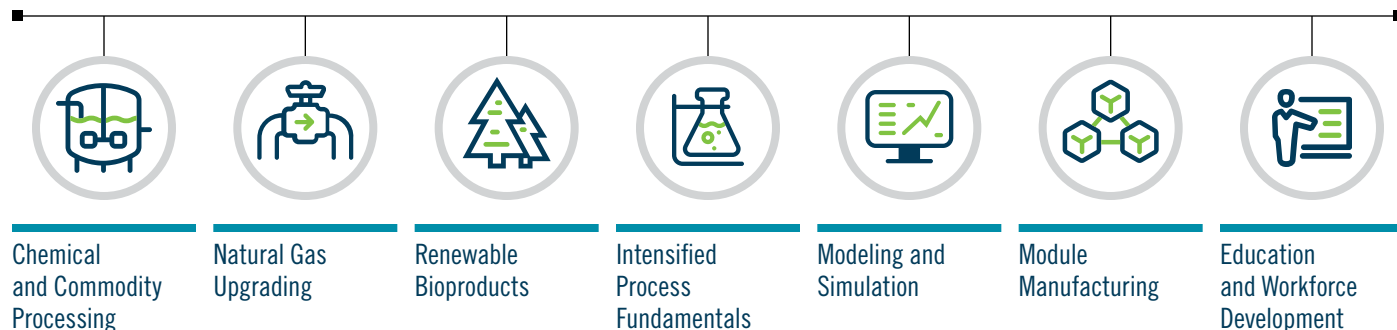 Chemical
and Commodity
Processing
Natural Gas
Upgrading
Renewable
Bioproducts
Intensified
Process
Fundamentals
Modeling and
Simulation
Module
Manufacturing
Education
and Workforce
Development